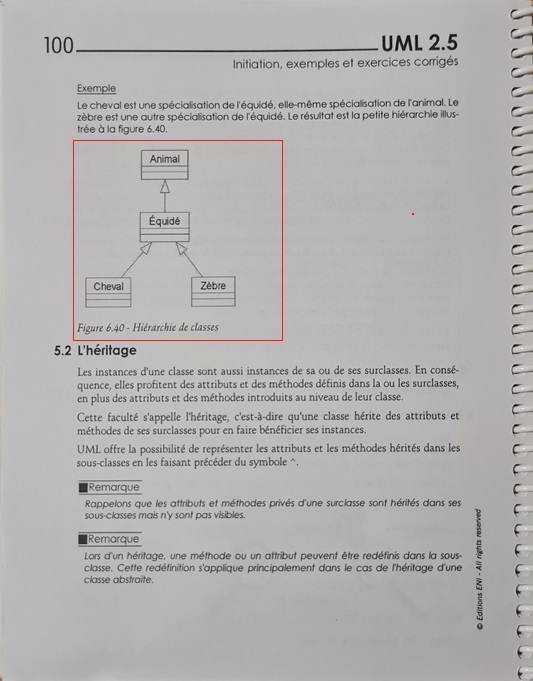 100 UML 2.5
Initiation, exemples et exercices corrigés
Exemple
Le cheval est une spécialisation de l'équidé, elle-même spécialisation de l'animal. Le
zèbre est une autre spécialisation de l'équidé. Le résultat est la petite hiérarchie illus-
trée à la figure 6.40.
Animal
Équidé
Cheval Zèbre
Figure 6.40 - Hiérarchie de classes
5.2 L'héritage
Les instances d'une classe sont aussi instances de sa ou de ses surclasses. En consé-
quence, elles profitent des attributs et des méthodes définis dans la ou les surclasses,
en plus des attributs et des méthodes introduits au niveau de leur classe.
Cette faculté s'appelle l'héritage, c'est-à-dire qu'une classe hérite des attributs et
méthodes de ses surclasses pour en faire bénéficier ses instances.
UML offre la possibilité de représenter les attributs et les méthodes hérités dans les
sous-classes en les faisant précéder du symbole ^.
Remarque
Rappelons que les attributs et méthodes privés d'une surclasse sont hérités dans ses
sous-classes mais n'y sont pas visibles.
Remarque
Lors d'un héritage, une méthode ou un attribut peuvent être redéfinis dans la sous-
classe. Cette redéfinition s'applique principalement dans le cas de l'héritage d'une
classe abstraite.
© Editions ENI - All rights reserved